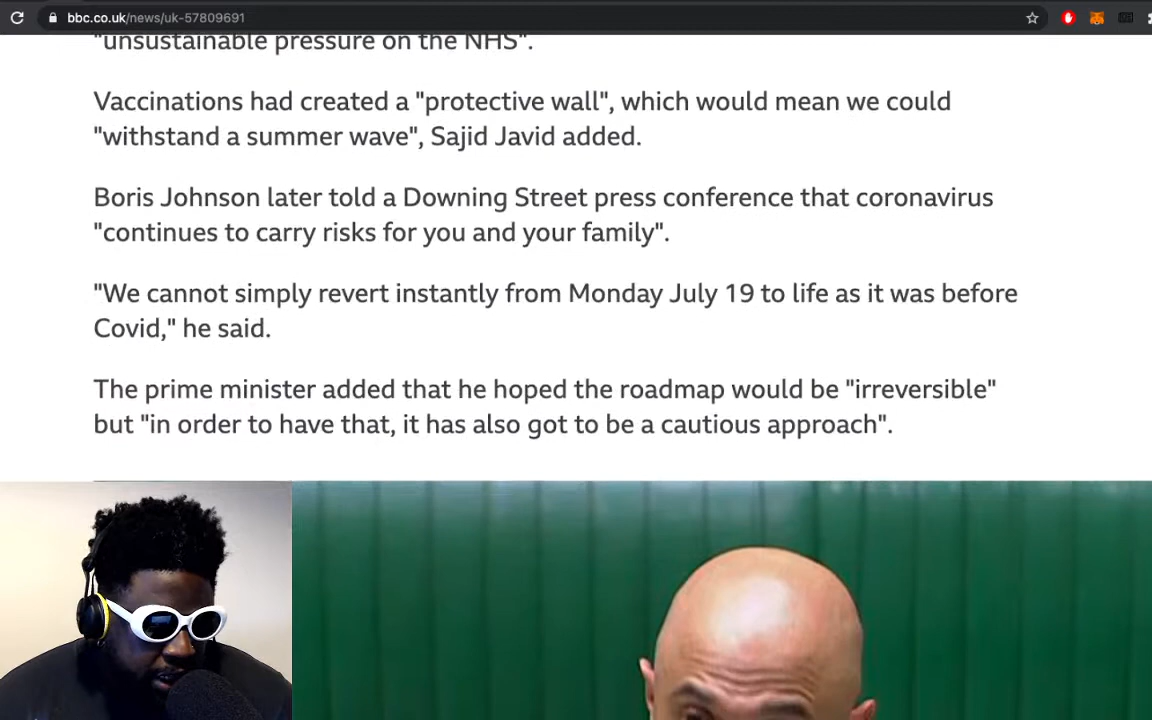 bbc.co.uk/news/uk-57809691
"unsustainable pressure on the NHS".
Vaccinations had created a "protective wall", which would mean we could
"withstand a summer wave", Sajid Javid added.
Boris Johnson later told a Downing Street press conference that coronavirus
"continues to carry risks for you and your family".
"We cannot simply revert instantly from Monday July 19 to life as it was before
Covid," he said.
The prime minister added that he hoped the roadmap would be "irreversible"
but "in order to have that, it has also got to be a cautious approach".